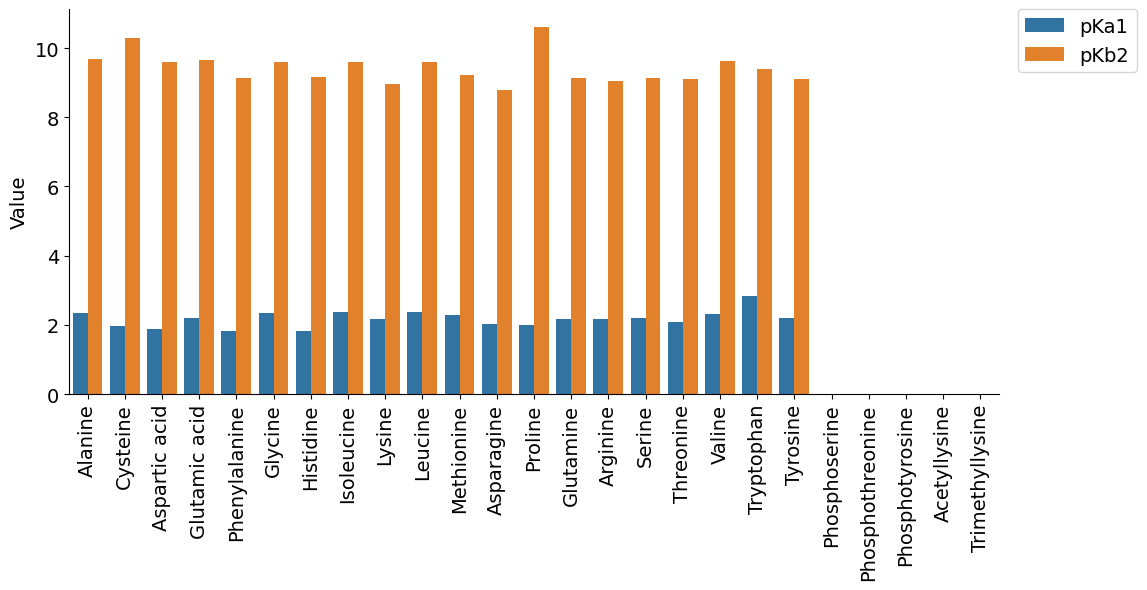 pKa1
pKb2
Value
10
8
6
4
2
0
Alanine
Cysteine
Aspartic acid
Glutamic acid
Phenylalanine
Glycine
Histidine
Isoleucine
Lysine
Leucine
Methionine
Asparagine
Proline
Glutamine
Arginine
Serine
Threonine
Valine
Tryptophan
Tyrosine
Phosphoserine
Phosphothreonine
Phosphotyrosine
Acetyllysine
Trimethyllysine